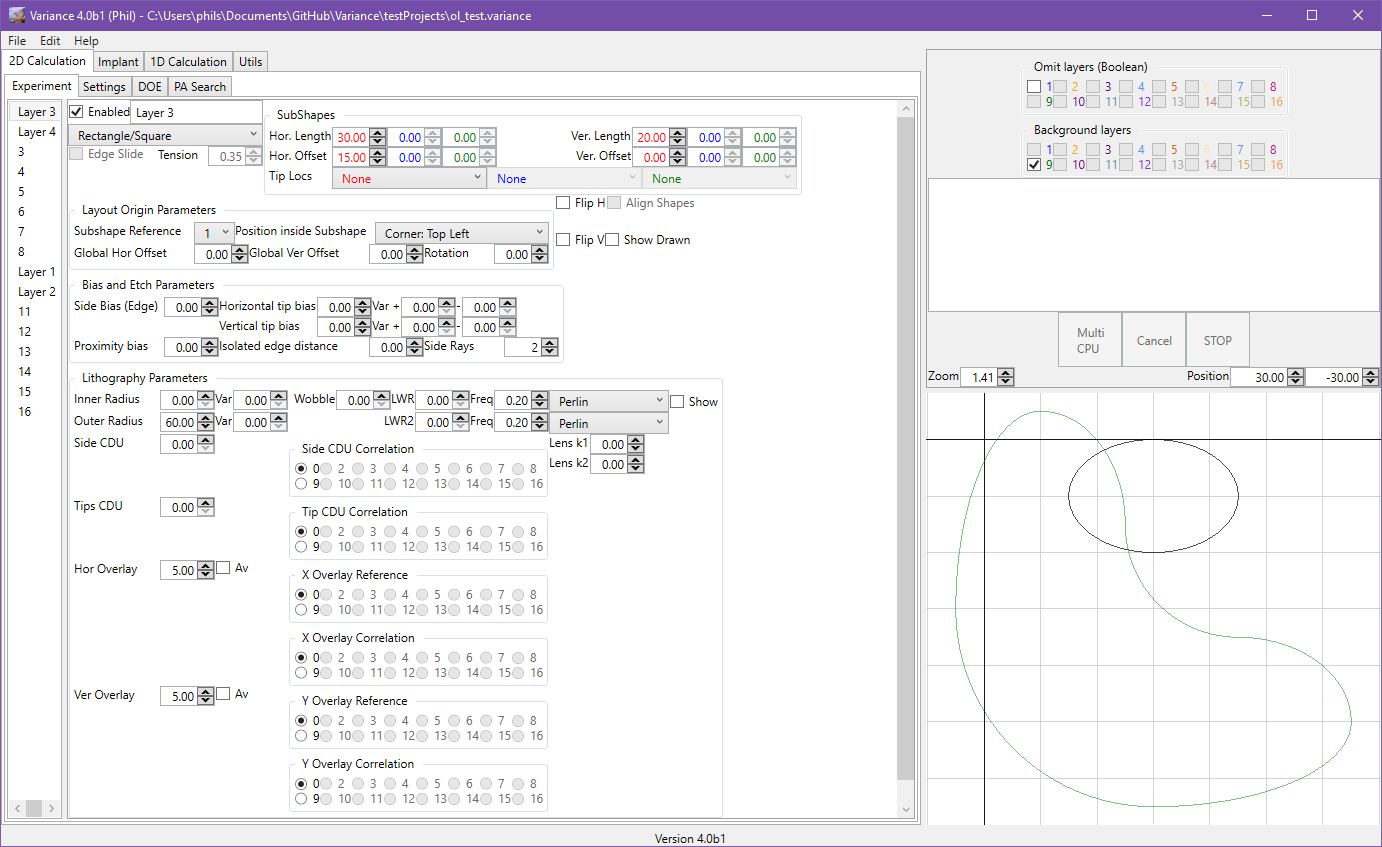 Variance 4.0b1 (Phil) - C:\Users\phils\Documents\GitHub\Variance\testProjects\ol_test.variance
File Edit Help
2D Calculation Implant 1D Calculation Utils
Experiment Settings DOE PA Search
Layer 3
Layer 4
3
4
5
6
7
8
Layer 1
Layer 2
11
12
13
14
15
16
Enabled Layer 3
Rectangle/Square
Edge Slide Tension 0.35
SubShapes
Hor. Length 30.00 0.00 0.00 Ver. Length 20.00 0.00 0.00
Hor. Offset 15.00 0.00 0.00 Ver. Offset 0.00 0.00 0.00
Tip Locs None None None
Flip H Align Shapes
Flip V Show Drawn
Layout Origin Parameters
Subshape Reference 1 Position inside Subshape Corner: Top Left
Global Hor Offset 0.00 Global Ver Offset 0.00 Rotation 0.00
Bias and Etch Parameters
Side Bias (Edge) 0.00 Horizontal tip bias 0.00 Var + 0.00 - 0.00
Vertical tip bias 0.00 Var + 0.00 - 0.00
Proximity bias 0.00 Isolated edge distance 0.00 Side Rays 2
Lithography Parameters
Inner Radius 0.00 Var 0.00 Wobble 0.00 LWR 0.00 Freq 0.20 Perlin Show
Outer Radius 60.00 Var 0.00 LWR2 0.00 Freq 0.20 Perlin
Side CDU 0.00 Lens k1 0.00
Lens k2 0.00
Side CDU Correlation
0 2 3 4 5 6 7 8
9 10 11 12 13 14 15 16
Tips CDU 0.00
Tip CDU Correlation
0 2 3 4 5 6 7 8
9 10 11 12 13 14 15 16
Hor Overlay 5.00 Av
X Overlay Reference
0 2 3 4 5 6 7 8
9 10 11 12 13 14 15 16
X Overlay Correlation
0 2 3 4 5 6 7 8
9 10 11 12 13 14 15 16
Ver Overlay 5.00 Av
Y Overlay Reference
0 2 3 4 5 6 7 8
9 10 11 12 13 14 15 16
Y Overlay Correlation
0 2 3 4 5 6 7 8
9 10 11 12 13 14 15 16
Omit layers (Boolean)
1 2 3 4 5 6 7 8
9 10 11 12 13 14 15 16
Background layers
1 2 3 4 5 6 7 8
9 10 11 12 13 14 15 16
Multi
CPU
Cancel
STOP
Zoom 1.41 Position 30.00 -30.00
Version 4.0b1